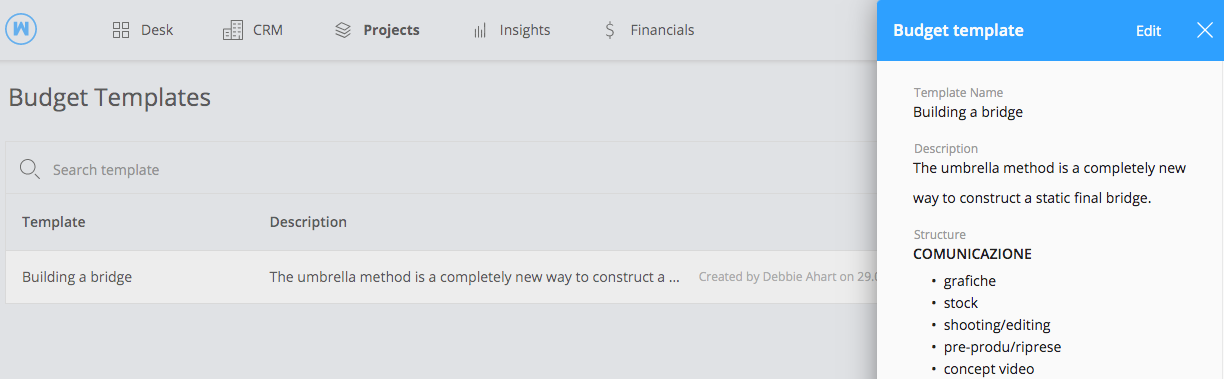 Desk CRM Projects Insights $ Financials
Budget Templates
Search template
Template Description
Building a bridge The umbrella method is a completely new way to construct a ... Created by Debbie Ahart on 29.0
Budget template Edit
Template Name
Building a bridge
Description
The umbrella method is a completely new
way to construct a static final bridge.
Structure
COMUNICAZIONE
• grafiche
• stock
• shooting/editing
• pre-produ/riprese
• concept video